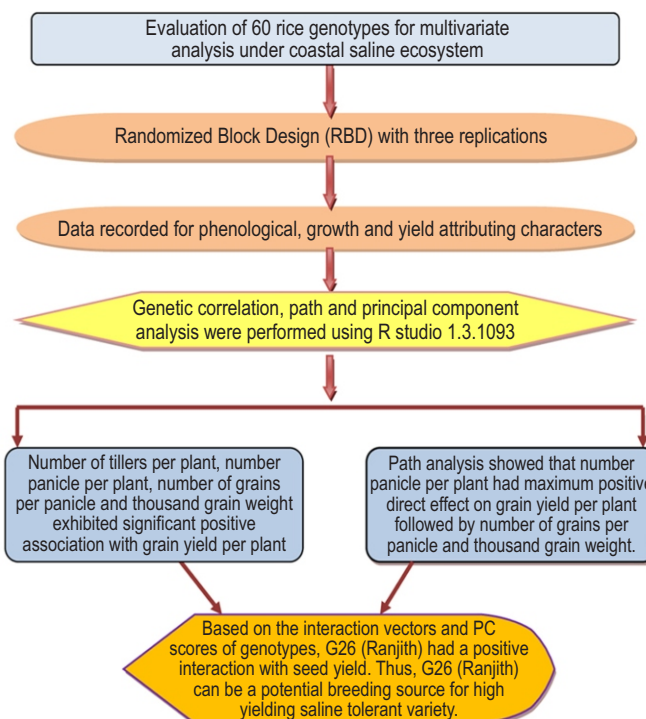 Evaluation of 60 rice genotypes for multivariate
analysis under coastal saline ecosystem
Randomized Block Design (RBD) with three replications
Data recorded for phenological, growth and yield attributing characters
Genetic correlation, path and principal component
analysis were performed using R studio 1.3.1093
Number of tillers per plant, number
panicle per plant, number of grains
per panicle and thousand grain weight
exhibited significant positive
association with grain yield per plant
Path analysis showed that number
panicle per plant had maximum positive
direct effect on grain yield per plant
followed by number of grains per
panicle and thousand grain weight.
Based on the interaction vectors and PC
scores of genotypes, G26 (Ranjith) had a positive
interaction with seed yield. Thus, G26 (Ranjith)
can be a potential breeding source for high
yielding saline tolerant variety.